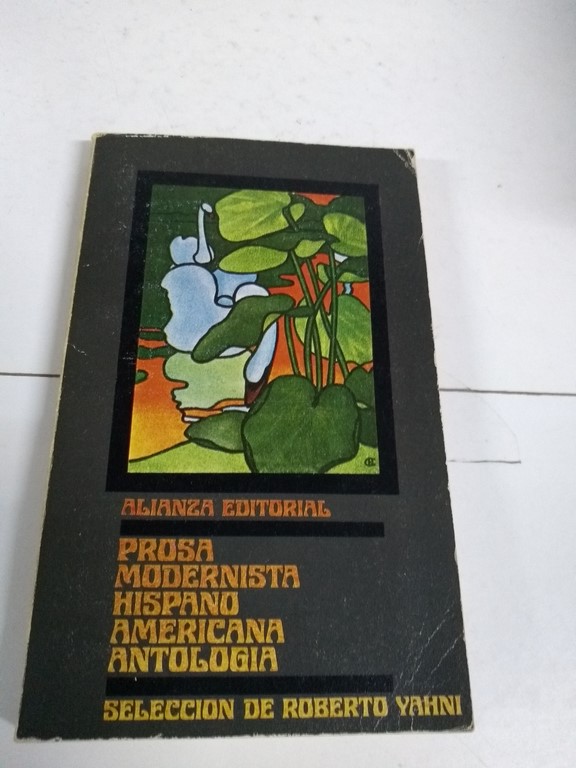 ALIANZA EDITORIAL
PROSA
MODERNISTA
HISPANO
AMERICANA
ANTOLOGIA
SELECCION DE ROBERTO YAHNI